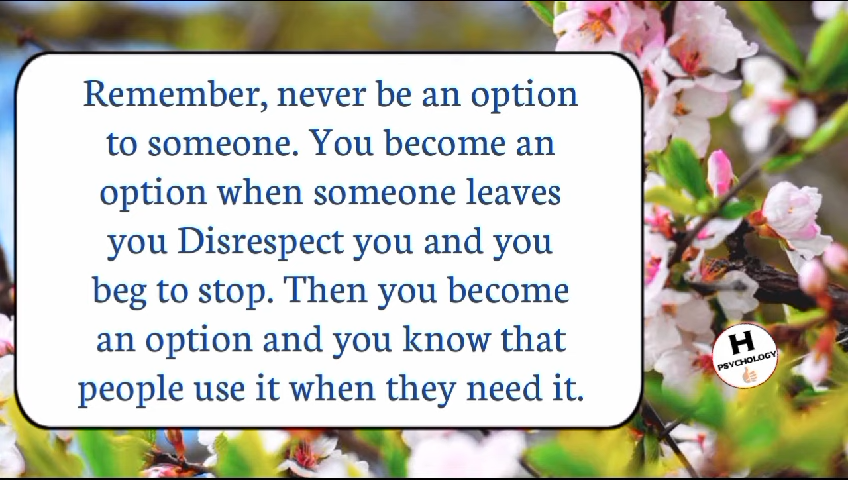 Remember, never be an option
to someone. You become an
option when someone leaves
you Disrespect you and you
beg to stop. Then you become
an option and you know that
people use it when they need it.
H
PSYCHOLOGY